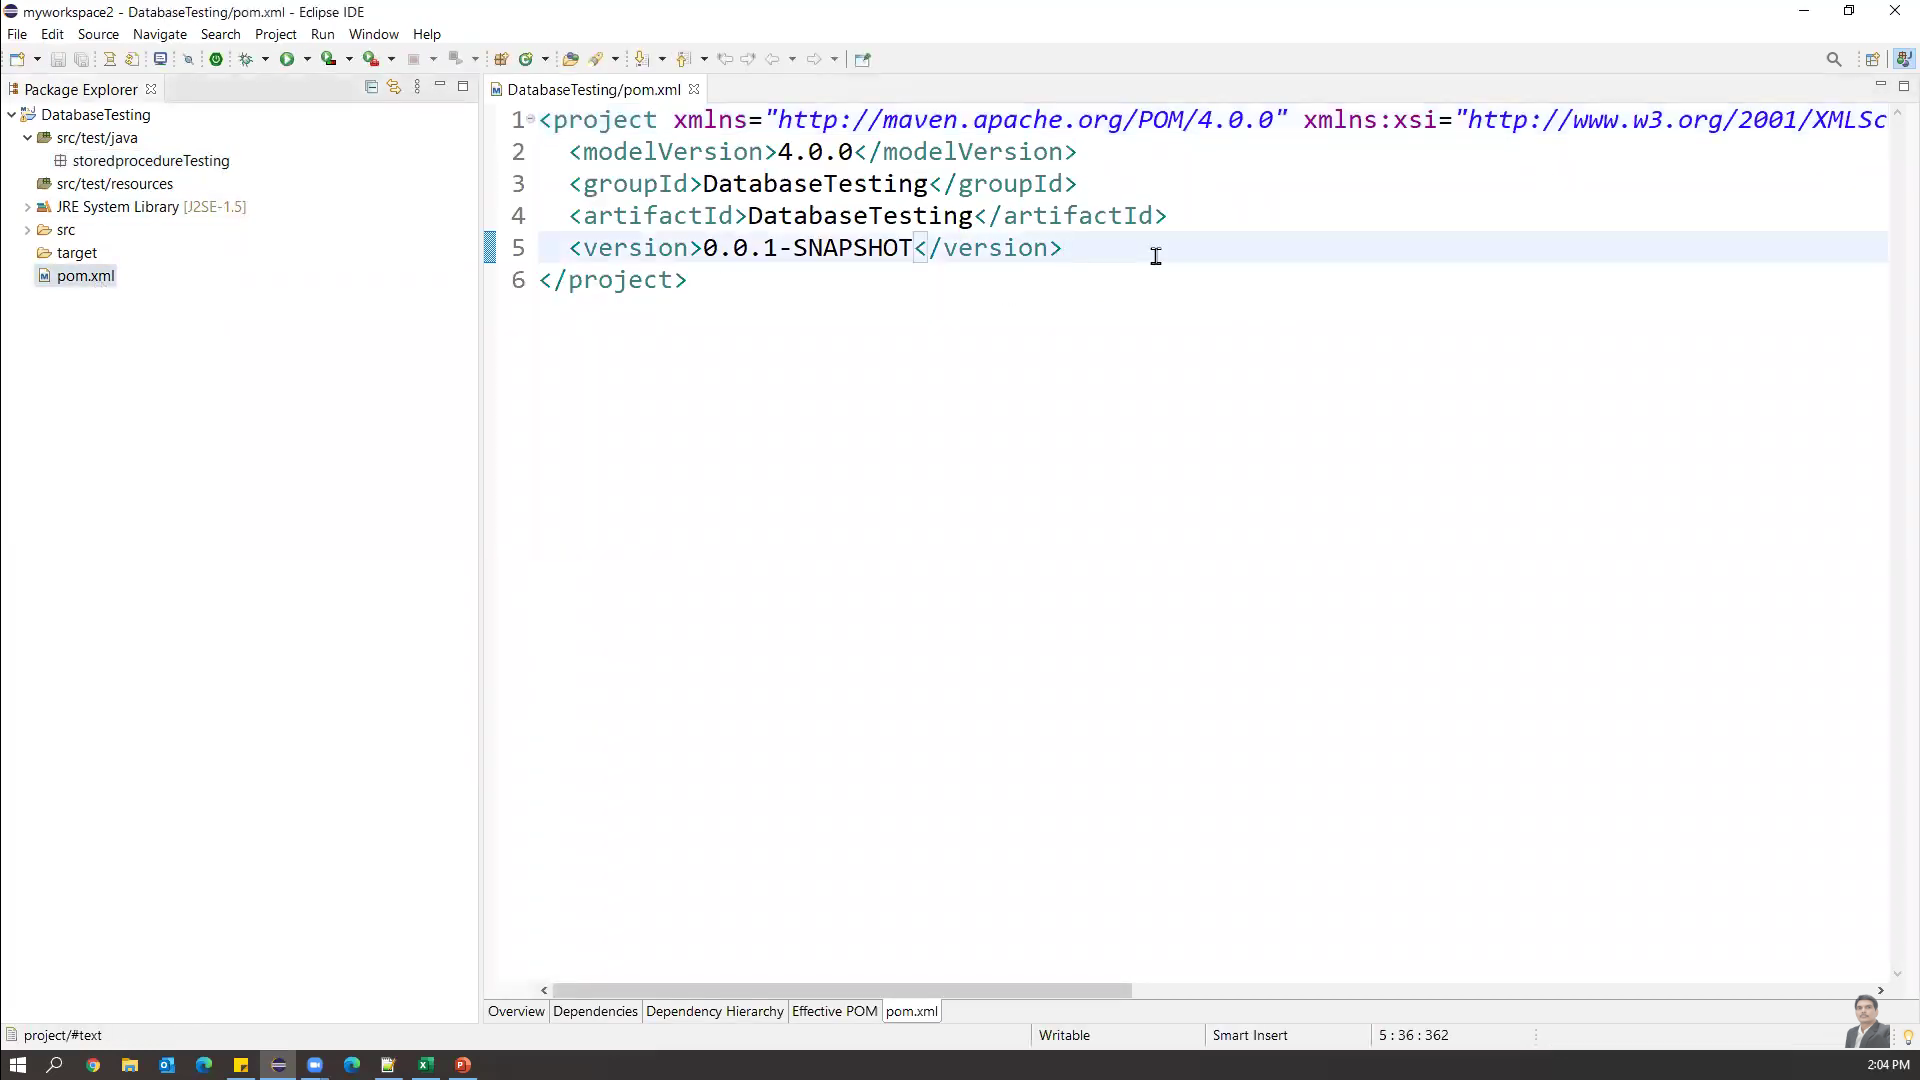 myworkspace2 - DatabaseTesting/pom.xml - Eclipse IDE
File Edit Source Navigate Search Project Run Window Help
Package Explorer
DatabaseTesting/pom.xml
DatabaseTesting
src/test/java
storedprocedureTesting
src/test/resources
JRE System Library [J2SE-1.5]
src
target
pom.xml
1 <project xmlns="http://maven.apache.org/POM/4.0.0" xmlns:xsi="http://www.w3.org/2001/XMLSc
2 <modelVersion>4.0.0</modelVersion>
3 <groupId>DatabaseTesting</groupId>
4 <artifactId>DatabaseTesting</artifactId>
5 <version>0.0.1-SNAPSHOT</version>
6 </project>
Overview Dependencies Dependency Hierarchy Effective POM pom.xml
project/#text Writable Smart Insert 5 : 36 : 362
2:04 PM